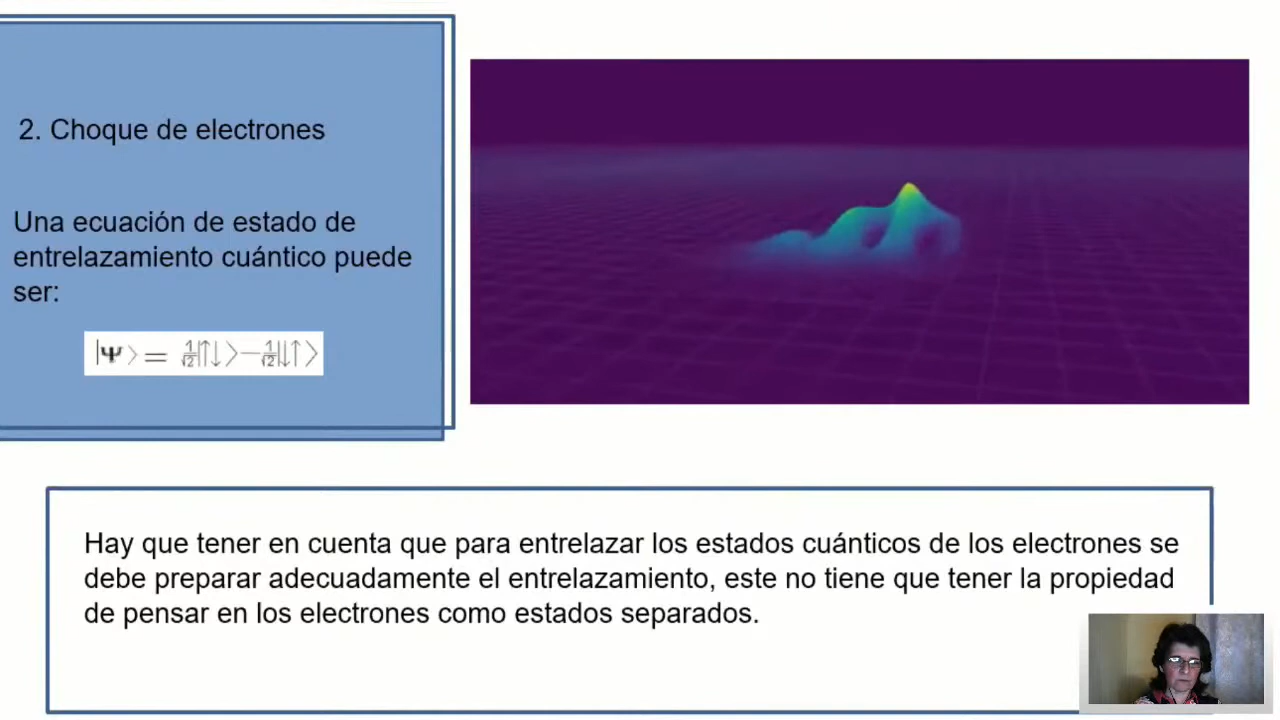 2. Choque de electrones
Una ecuación de estado de
entrelazamiento cuántico puede
ser:
|Ψ〉= 1/√2|↑↓〉−1/√2|↓↑〉
Hay que tener en cuenta que para entrelazar los estados cuánticos de los electrones se
debe preparar adecuadamente el entrelazamiento, este no tiene que tener la propiedad
de pensar en los electrones como estados separados.